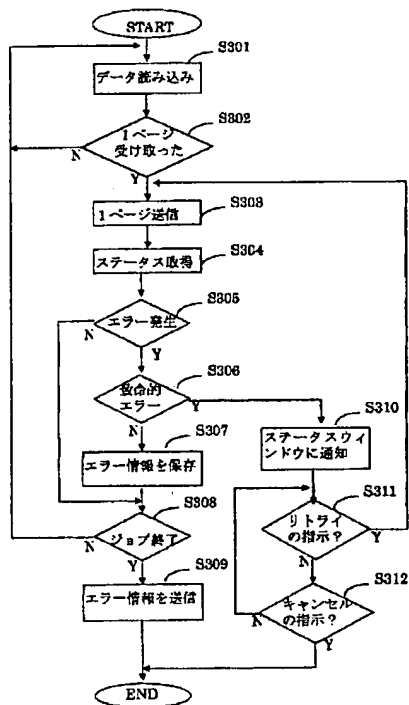 START
S301
データ読み込み
S302
1ページ
受け取った
N
Y
S303
1ページ送信
S304
ステータス取得
S305
エラー発生
N
Y
S306
致命的
エラー
Y
N
S307
エラー情報を保存
S308
ジョブ終了
N
Y
S309
エラー情報を送信
S310
ステータスウィ
ンドウに通知
S311
リトライ
の指示?
Y
N
S312
キャンセル
の指示?
N
Y
END